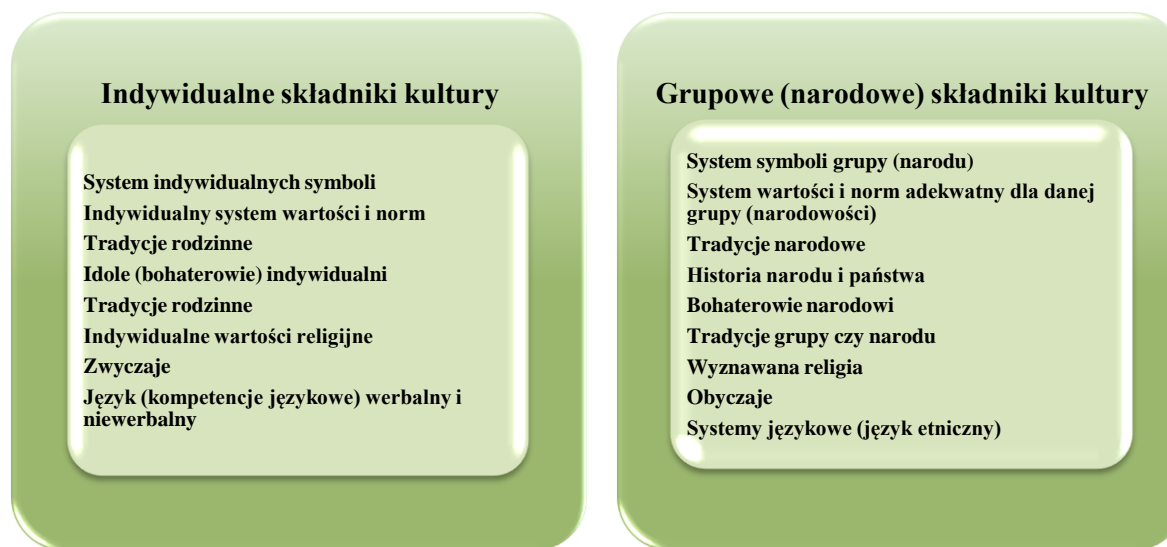 Indywidualne składniki kultury
System indywidualnych symboli
Indywidualny system wartości i norm
Tradycje rodzinne
Idole (bohaterowie) indywidualni
Tradycje rodzinne
Indywidualne wartości religijne
Zwyczaje
Język (kompetencje językowe) werbalny i
niewerbalny
Grupowe (narodowe) składniki kultury
System symboli grupy (narodu)
System wartości i norm adekwatny dla danej
grupy (narodowości)
Tradycje narodowe
Historia narodu i państwa
Bohaterowie narodowi
Tradycje grupy czy narodu
Wyznawana religia
Obyczaje
Systemy językowe (język etniczny)